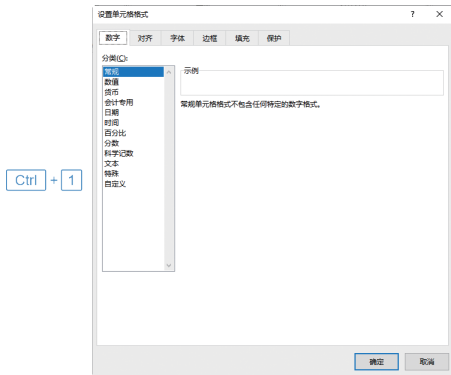 设置单元格格式
? ×
数字 对齐 字体 边框 填充 保护
分类(C):
常规
数值
货币
会计专用
日期
时间
百分比
分数
科学记数
文本
特殊
自定义
示例
常规单元格格式不包含任何特定的数字格式。
Ctrl + 1
确定 取消